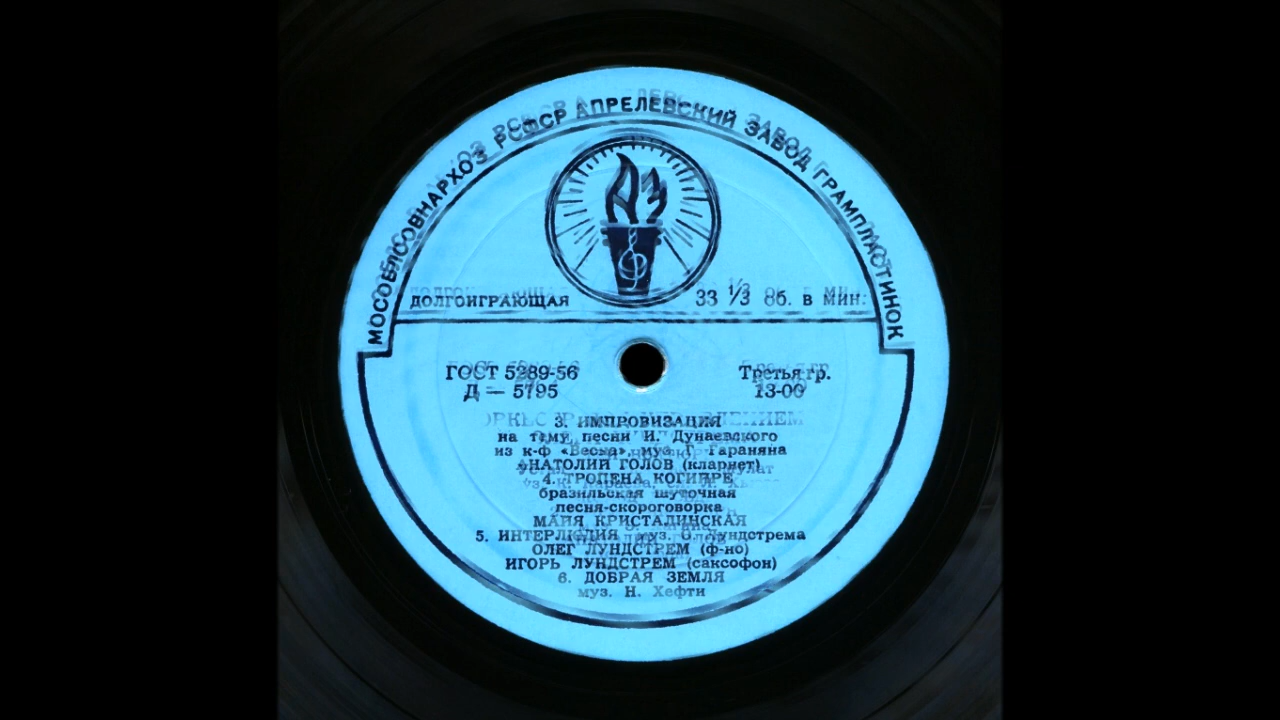 МОСОБЛСОВНАРХОЗ РСФСР АПРЕЛЕВСКИЙ ЗАВОД ГРАМПЛАСТИНОК
ДОЛГОИГРАЮЩАЯ 33 1/3 об. в мин.
ГОСТ 5289-56 Третья гр.
Д — 5795 13-00
3. ИМПРОВИЗАЦИЯ
на тему песни И. Дунаевского
из к-ф «Весна» муз. Г. Гараняна
АНАТОЛИЙ ГОЛОВ (кларнет)
4. ТРОПЕНА КОГИПРЕ
бразильская шуточная
песня-скороговорка
МАЙЯ КРИСТАЛИНСКАЯ
5. ИНТЕРЛЮДИЯ муз. О. Лундстрема
ОЛЕГ ЛУНДСТРЕМ (ф-но)
ИГОРЬ ЛУНДСТРЕМ (саксофон)
6. ДОБРАЯ ЗЕМЛЯ
муз. Н. Хефти